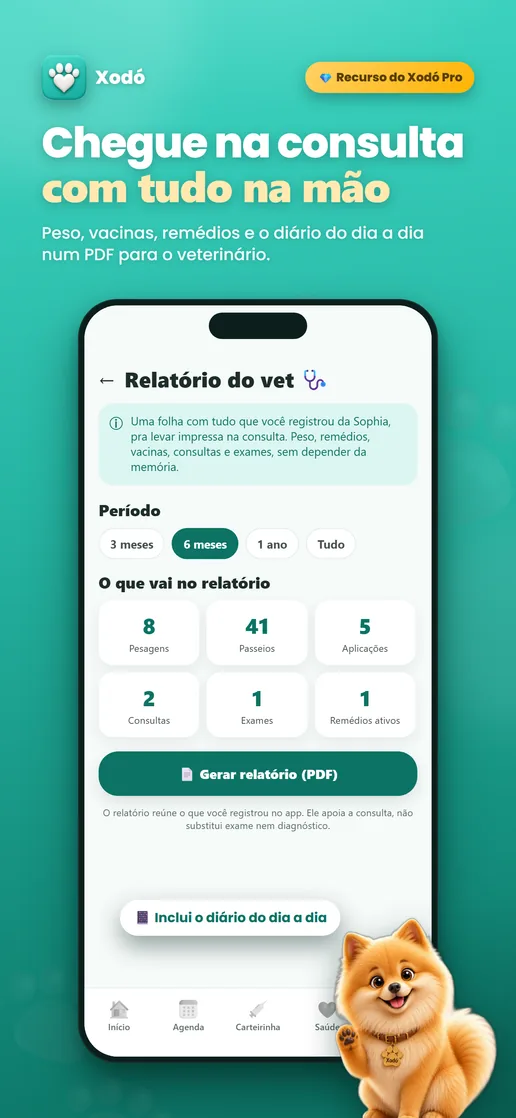 Xodó
💎 Recurso do Xodó Pro
Chegue na consulta
com tudo na mão
Peso, vacinas, remédios e o diário do dia a dia
num PDF para o veterinário.
← Relatório do vet 🩺
ⓘ Uma folha com tudo que você registrou da Sophia,
pra levar impressa na consulta. Peso, remédios,
vacinas, consultas e exames, sem depender da
memória.
Período
3 meses 6 meses 1 ano Tudo
O que vai no relatório
8 41 5
Pesagens Passeios Aplicações
2 1 1
Consultas Exames Remédios ativos
📄 Gerar relatório (PDF)
O relatório reúne o que você registrou no app. Ele apoia a consulta, não
substitui exame nem diagnóstico.
📓 Inclui o diário do dia a dia
Início Agenda Carteirinha Saúde
Xodó